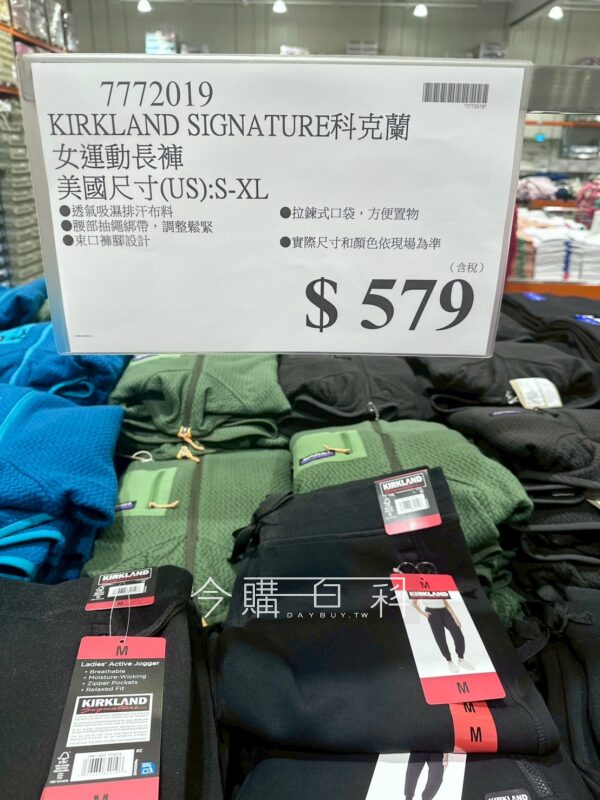 7772019
*7772019*
KIRKLAND SIGNATURE科克蘭
女運動長褲
美國尺寸(US):S-XL
●透氣吸濕排汗布料
●拉鍊式口袋，方便置物
●腰部抽繩綁帶，調整鬆緊
●束口褲腳設計
●實際尺寸和顏色依現場為準
(含稅)
$ 579
KIRKLAND
M
KIRKLAND
M
KIRKLAND
M
M
M
今購百科
DAYBUY.TW
M
Ladies' Active Jogger
• Breathable
• Moisture-Wicking
• Zipper Pockets
• Relaxed Fit
KIRKLAND
Signature
M
KIRKLAND